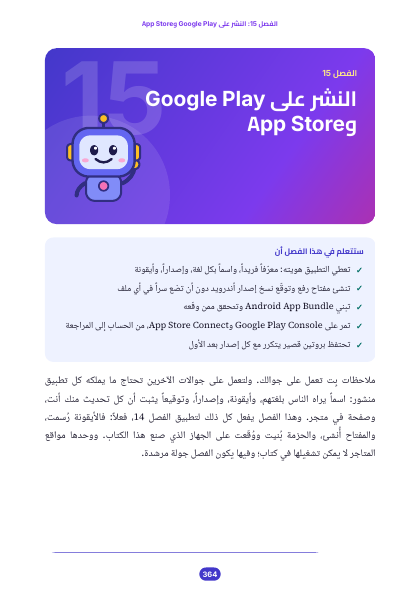 الفصل 15: النشر على Google Play وApp Store
15
الفصل 15
النشر على Google Play
وApp Store
ستتعلم في هذا الفصل أن
✓ تعطي التطبيق هويته: معرّفاً فريداً، واسماً بكل لغة، وإصداراً، وأيقونة
✓ تنشئ مفتاح رفع وتوقّع نسخ إصدار أندرويد دون أن تضع سراً في أي ملف
✓ تبني Android App Bundle وتتحقق ممن وقعه
✓ تمر على Google Play Console وApp Store Connect، من الحساب إلى المراجعة
✓ تحتفظ بروتين قصير يتكرر مع كل إصدار بعد الأول
ملاحظات بِت تعمل على جوالك. ولتعمل على جوالات الآخرين تحتاج ما يملكه كل تطبيق
منشور: اسماً يراه الناس بلغتهم، وأيقونة، وإصداراً، وتوقيعاً يثبت أن كل تحديث منك أنت،
وصفحة في متجر. وهذا الفصل يفعل كل ذلك لتطبيق الفصل 14، فعلاً: فالأيقونة رُسمت،
والمفتاح أُنشئ، والحزمة بُنيت ووُقعت على الجهاز الذي صنع هذا الكتاب. ووحدها مواقع
المتاجر لا يمكن تشغيلها في كتاب؛ وفيها يكون الفصل جولة مرشدة.
364